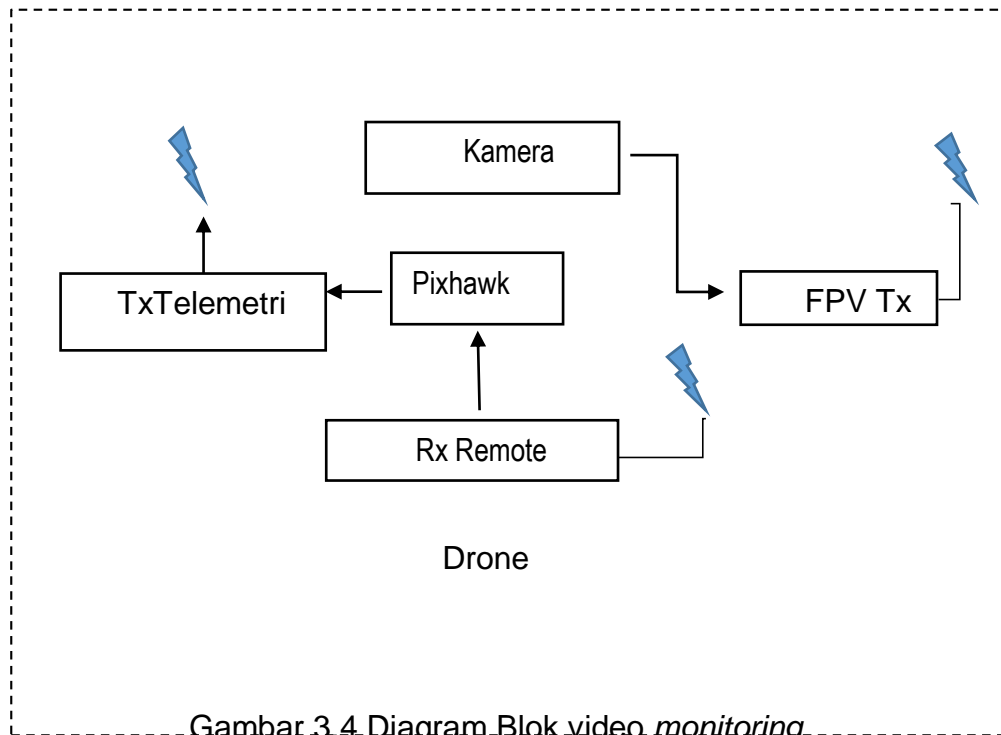 Kamera
Pixhawk
TxTelemetri
FPV Tx
Rx Remote
Drone
Gambar 3.4 Diagram Blok video monitoring